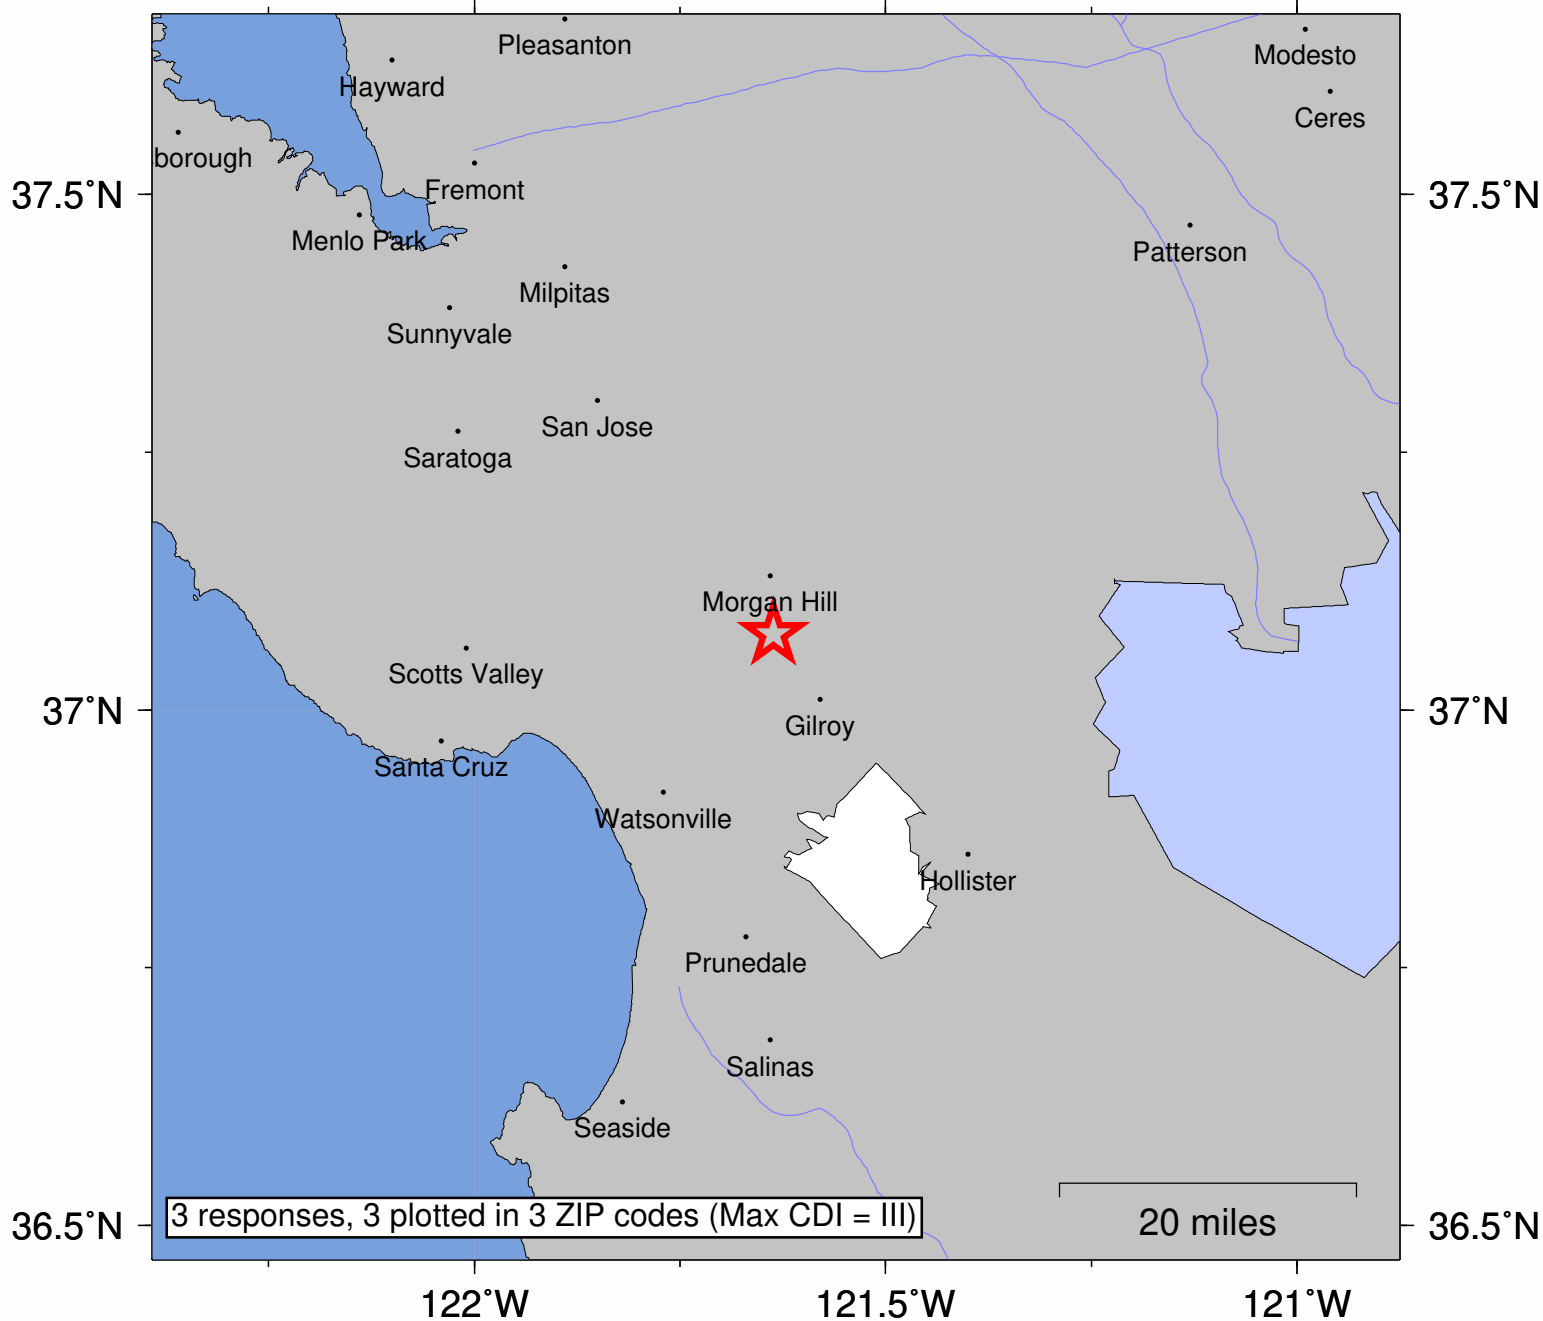 Pleasanton
Modesto
Hayward
Ceres
borough
Fremont
37.5°N
37.5°N
Menlo Park
Patterson
Milpitas
Sunnyvale
San Jose
Saratoga
Morgan Hill
Scotts Valley
37°N
37°N
Gilroy
Santa Cruz
Watsonville
Hollister
Prunedale
Salinas
Seaside
3 responses, 3 plotted in 3 ZIP codes (Max CDI = III)
20 miles
36.5°N
36.5°N
122°W
121.5°W
121°W